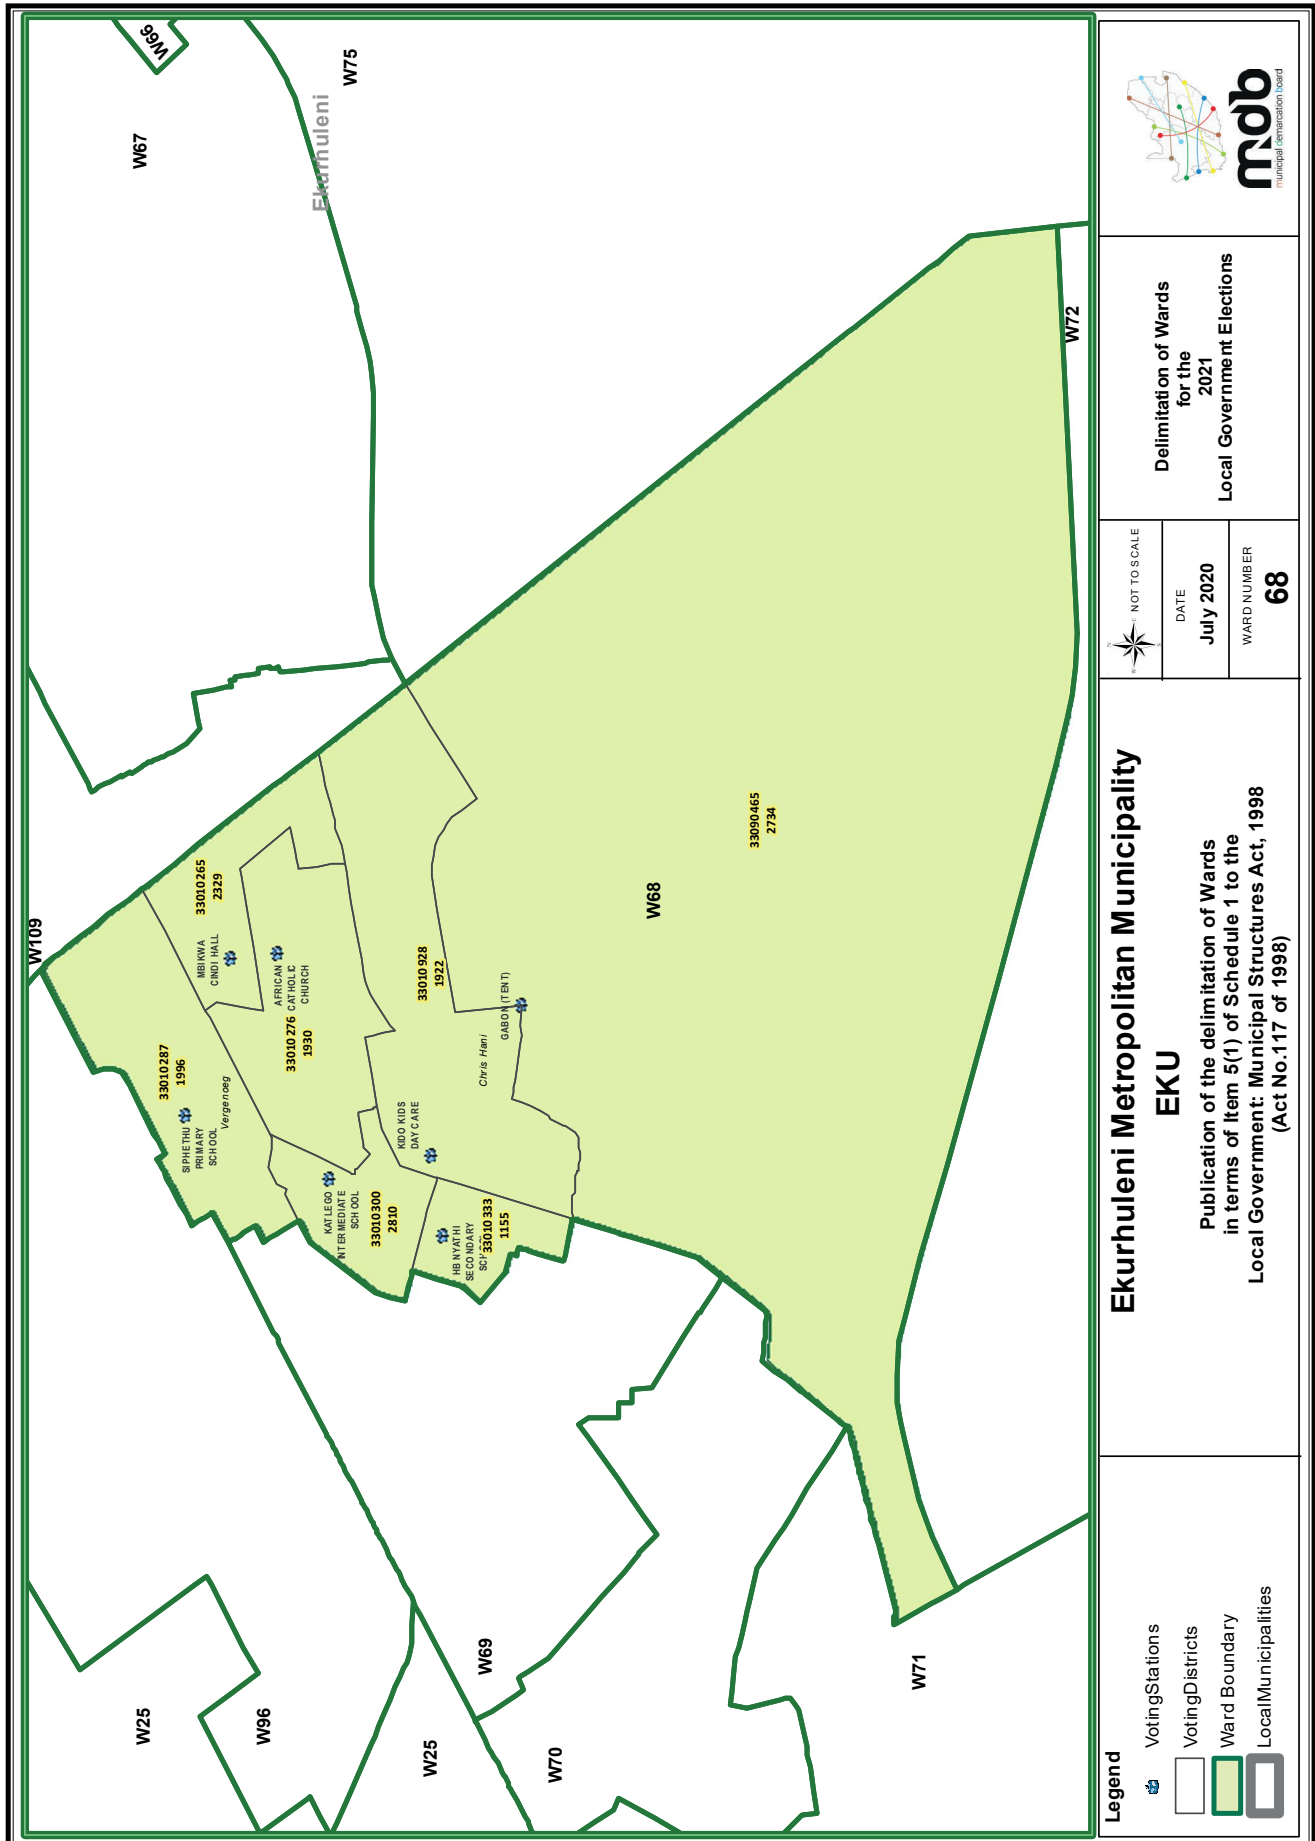 W66
W67
W75
Ekurhuleni
W109
W72
W68
W25
W96
W25
W69
W70
W71
33010287
1996
SIPHETHU
PRIMARY
SCHOOL
Vergenoeg
33010265
2329
MBIKWA
CINDI HALL
AFRICAN
CATHOLIC
CHURCH
33010276
1930
KATLEGO
INTERMEDIATE
SCHOOL
33010300
2810
HB NYATHI
SECONDARY
33010333
1155
KIDO KIDS
DAY CARE
33010928
1922
Chris Hani
GABON (TENT)
33090465
2734
Legend
VotingStations
VotingDistricts
Ward Boundary
LocalMunicipalities
Ekurhuleni Metropolitan Municipality
EKU
Publication of the delimitation of Wards
in terms of Item 5(1) of Schedule 1 to the
Local Government: Municipal Structures Act, 1998
(Act No.117 of 1998)
N
W
E
S
NOT TO SCALE
DATE
July 2020
WARD NUMBER
68
Delimitation of Wards
for the
2021
Local Government Elections
mdb
municipal demarcation board